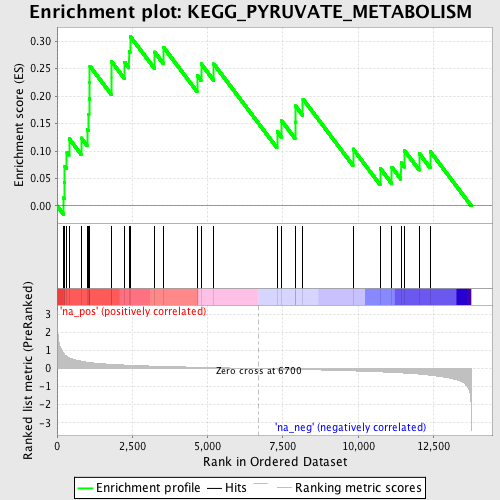 Enrichment plot: KEGG_PYRUVATE_METABOLISM
Enrichment score (ES)
0.30
0.25
0.20
0.15
0.10
0.05
0.00
'na_pos' (positively correlated)
Ranked list metric (PreRanked)
3
2
1
0
-1
-2
-3
Zero cross at 6700
'na_neg' (negatively correlated)
0 2,500 5,000 7,500 10,000 12,500
Rank in Ordered Dataset
Enrichment profile Hits Ranking metric scores